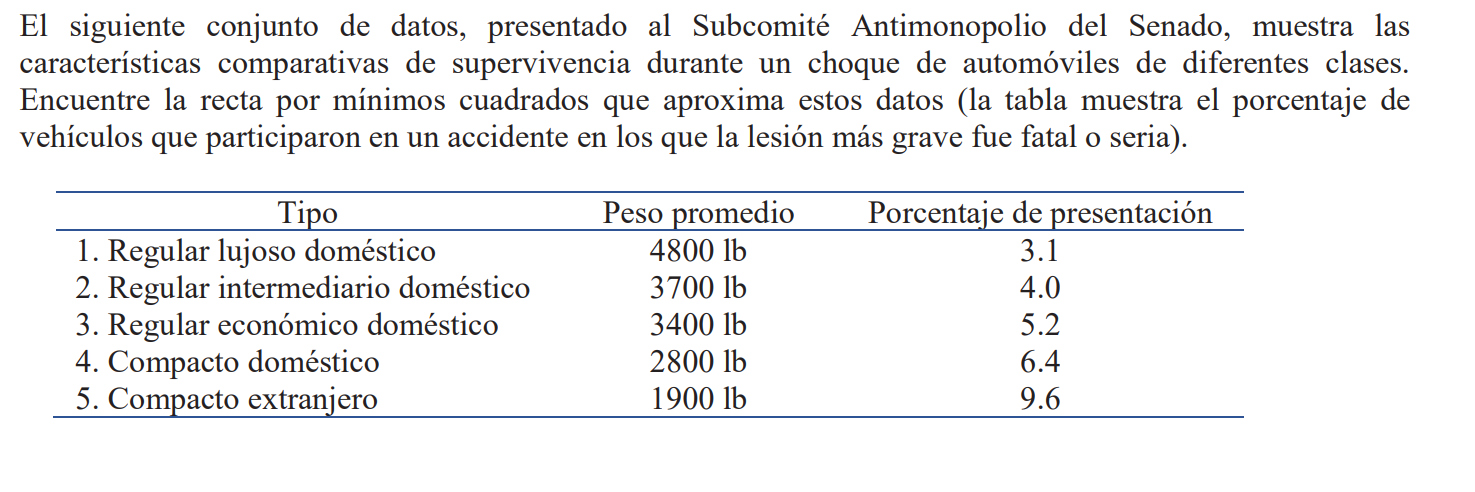 El siguiente conjunto de datos, presentado al Subcomité Antimonopolio del Senado, muestra las
características comparativas de supervivencia durante un choque de automóviles de diferentes clases.
Encuentre la recta por mínimos cuadrados que aproxima estos datos (la tabla muestra el porcentaje de
vehículos que participaron en un accidente en los que la lesión más grave fue fatal o seria).
Tipo Peso promedio Porcentaje de presentación
1. Regular lujoso doméstico 4800 lb 3.1
2. Regular intermediario doméstico 3700 lb 4.0
3. Regular económico doméstico 3400 lb 5.2
4. Compacto doméstico 2800 lb 6.4
5. Compacto extranjero 1900 lb 9.6